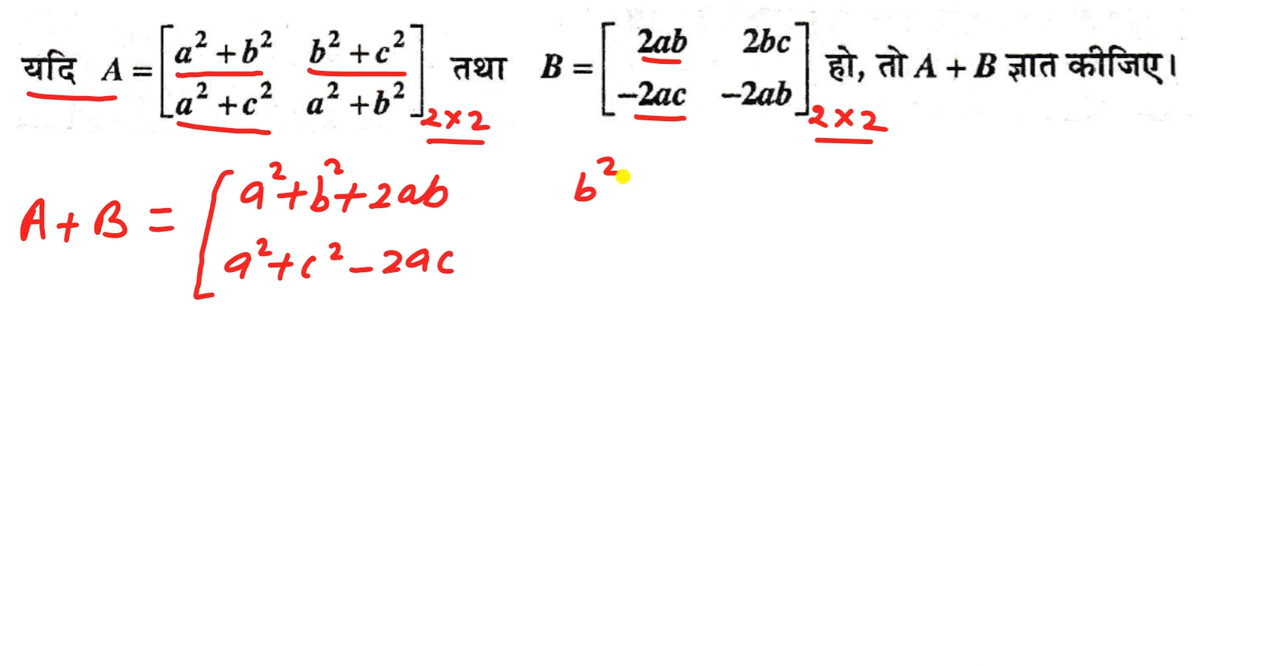 यदि A = [a² + b² b² + c² तथा B = [2ab 2bc] हो, तो A + B ज्ञात कीजिए।
a² + c² a² + b²]2×2 −2ac −2ab]2×2
A + B = [a² + b² + 2ab b²
a² + c² − 2ac